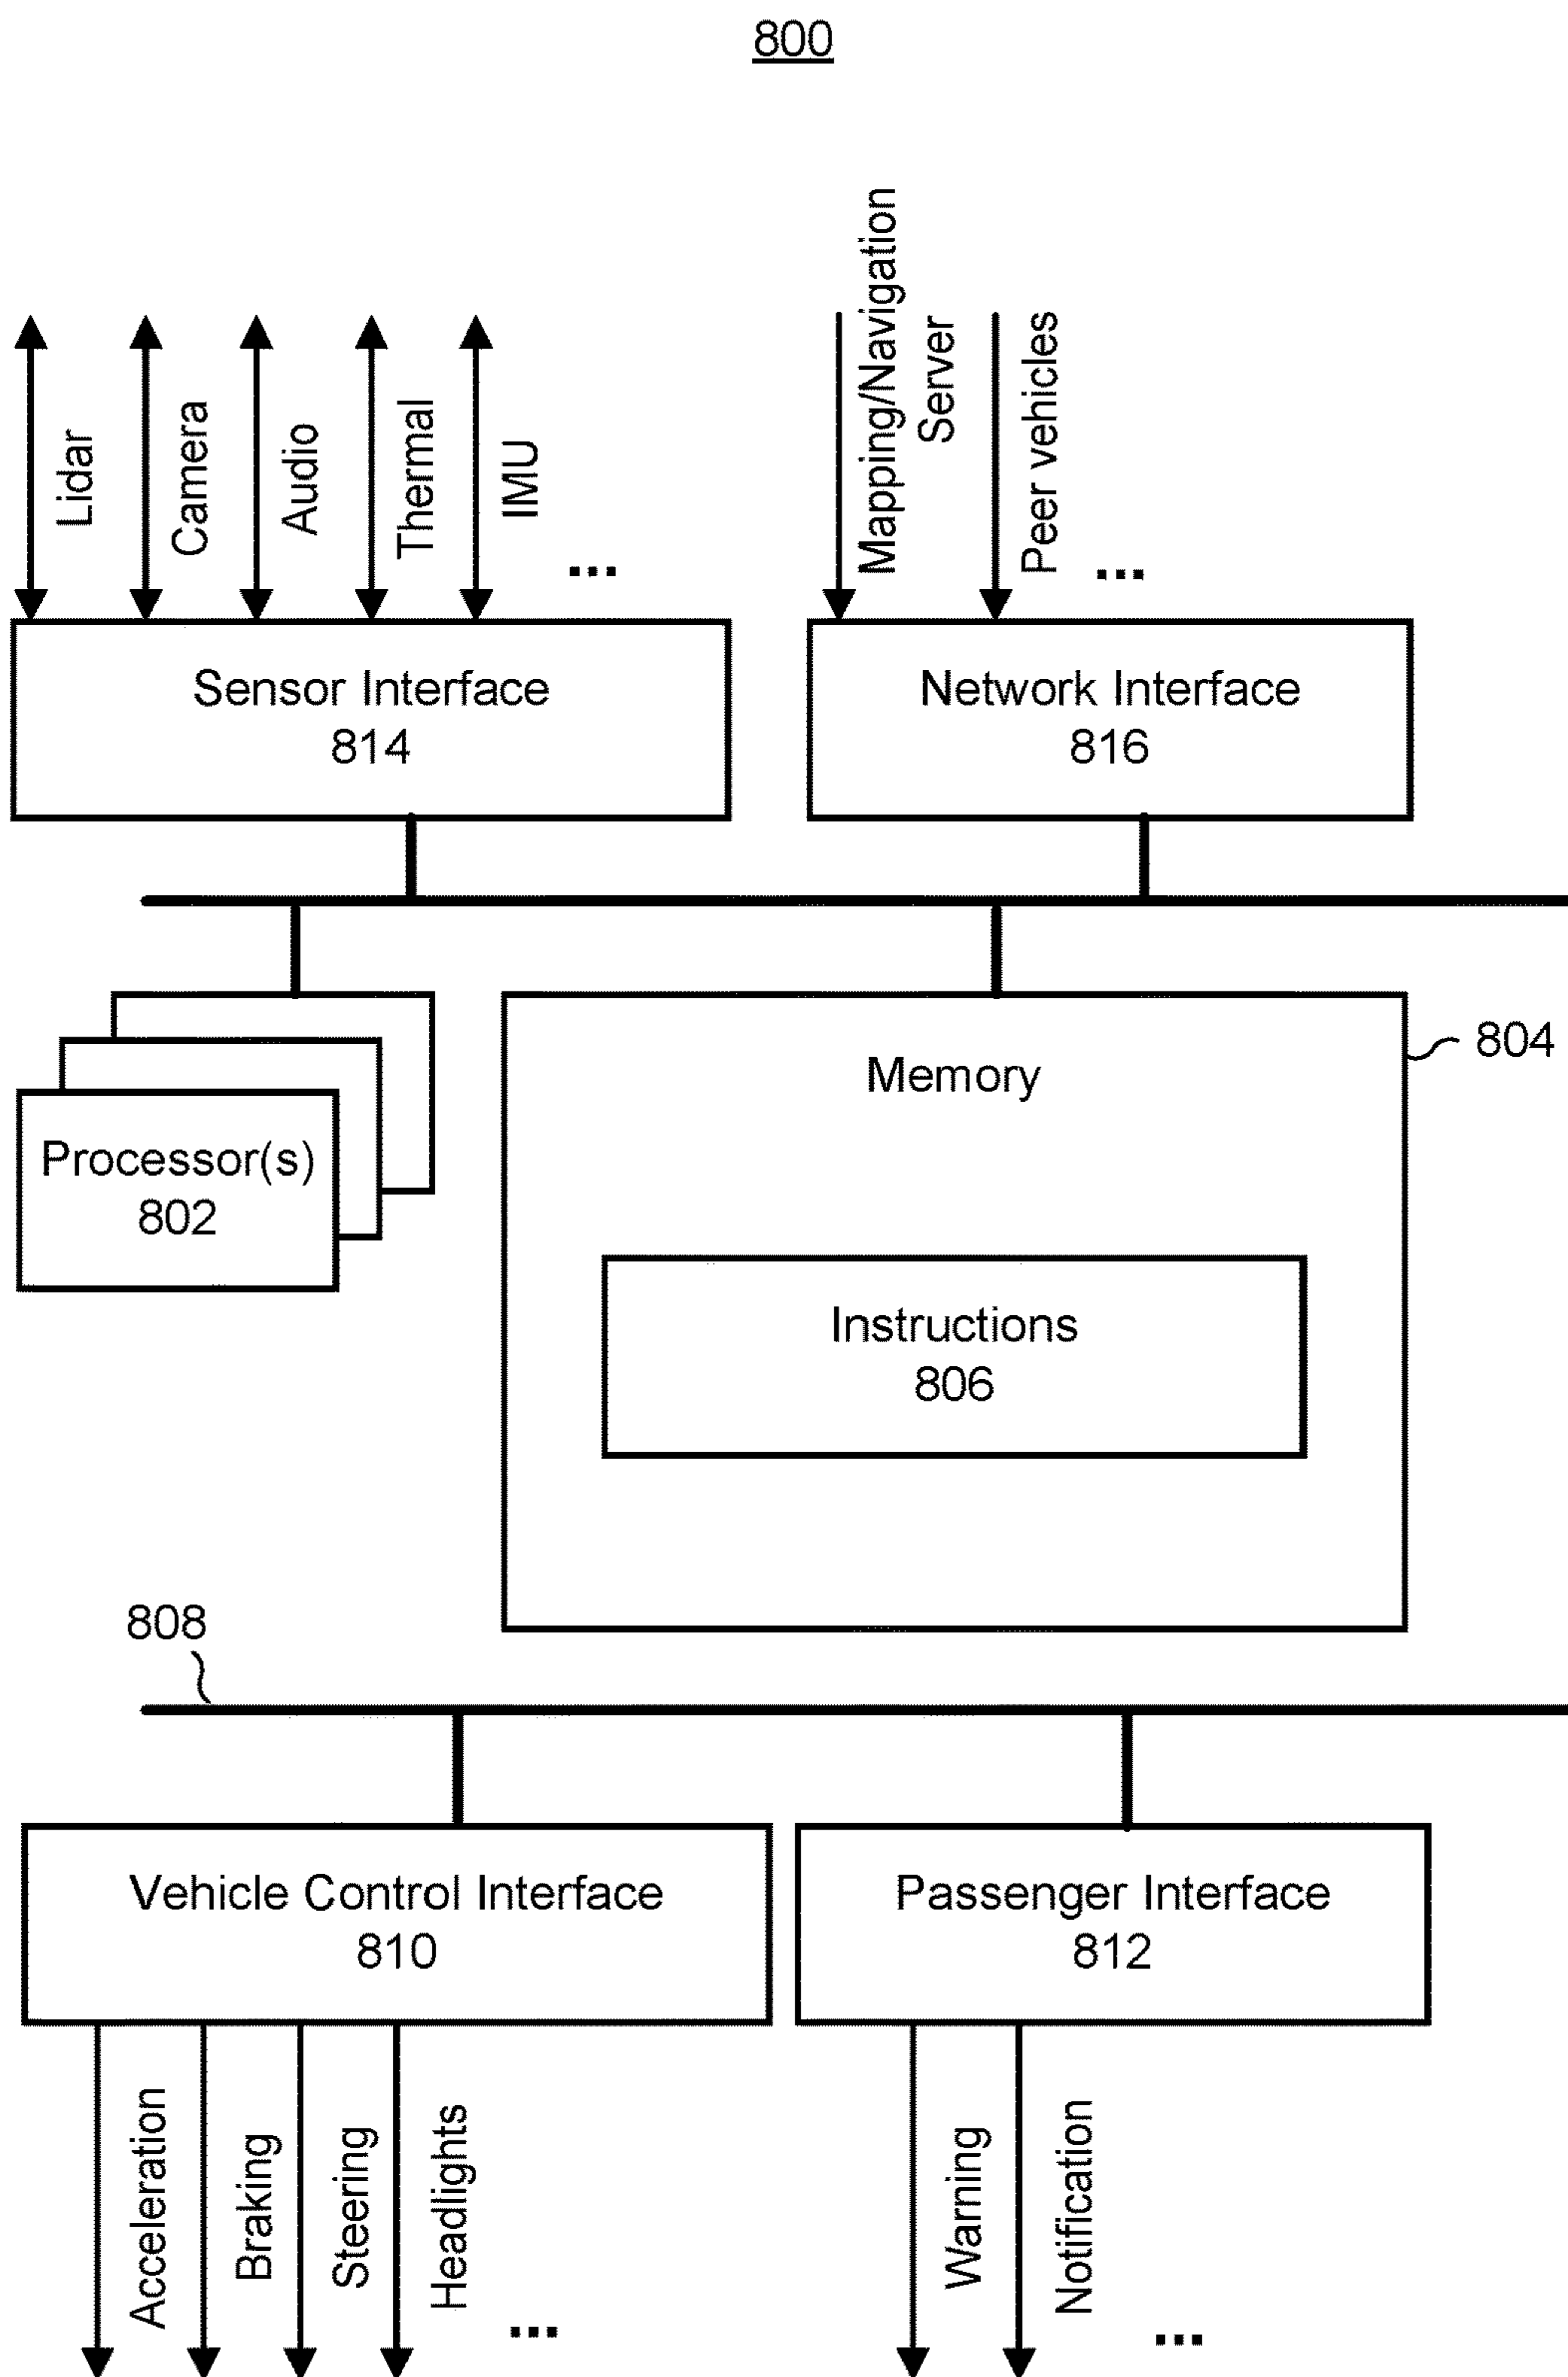 800
Lidar
Camera
Audio
Thermal
IMU
...
Mapping/Navigation
Server
Peer vehicles
...
Sensor Interface
814
Network Interface
816
Processor(s)
802
Memory
804
Instructions
806
808
Vehicle Control Interface
810
Passenger Interface
812
Acceleration
Braking
Steering
Headlights
...
Warning
Notification
...